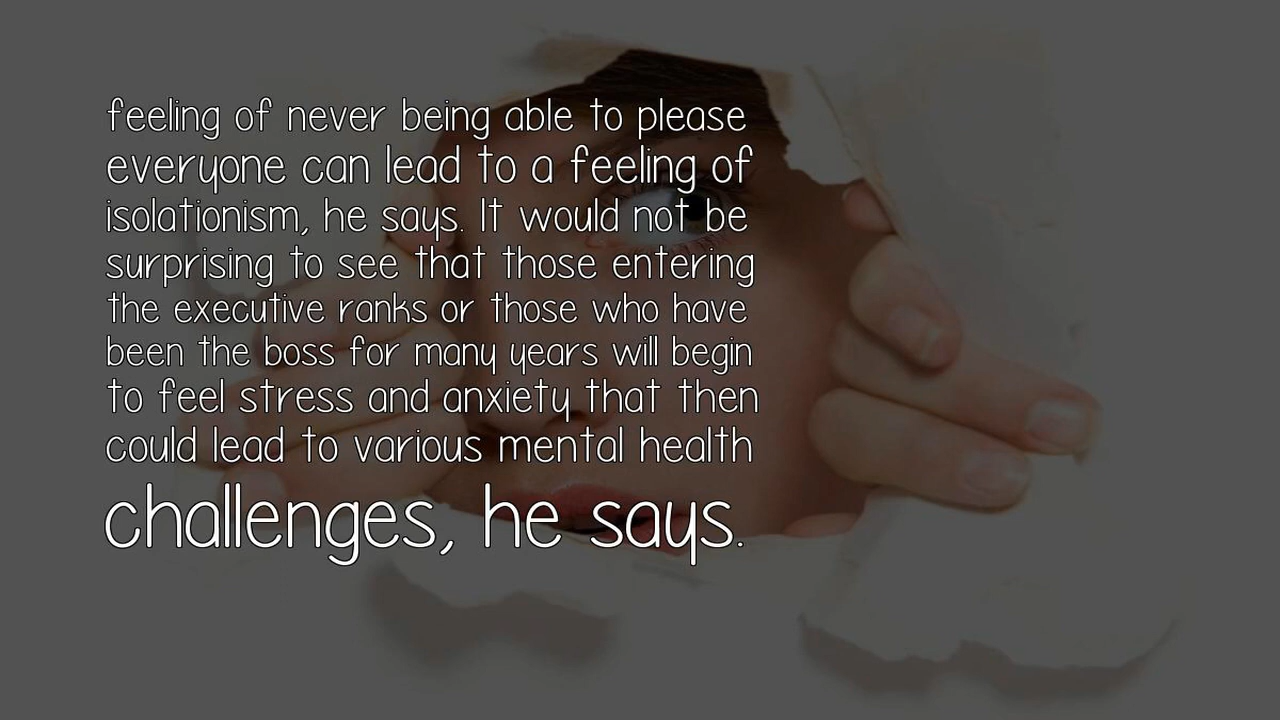 feeling of never being able to please
everyone can lead to a feeling of
isolationism, he says. It would not be
surprising to see that those entering
the executive ranks or those who have
been the boss for many years will begin
to feel stress and anxiety that then
could lead to various mental health
challenges, he says.